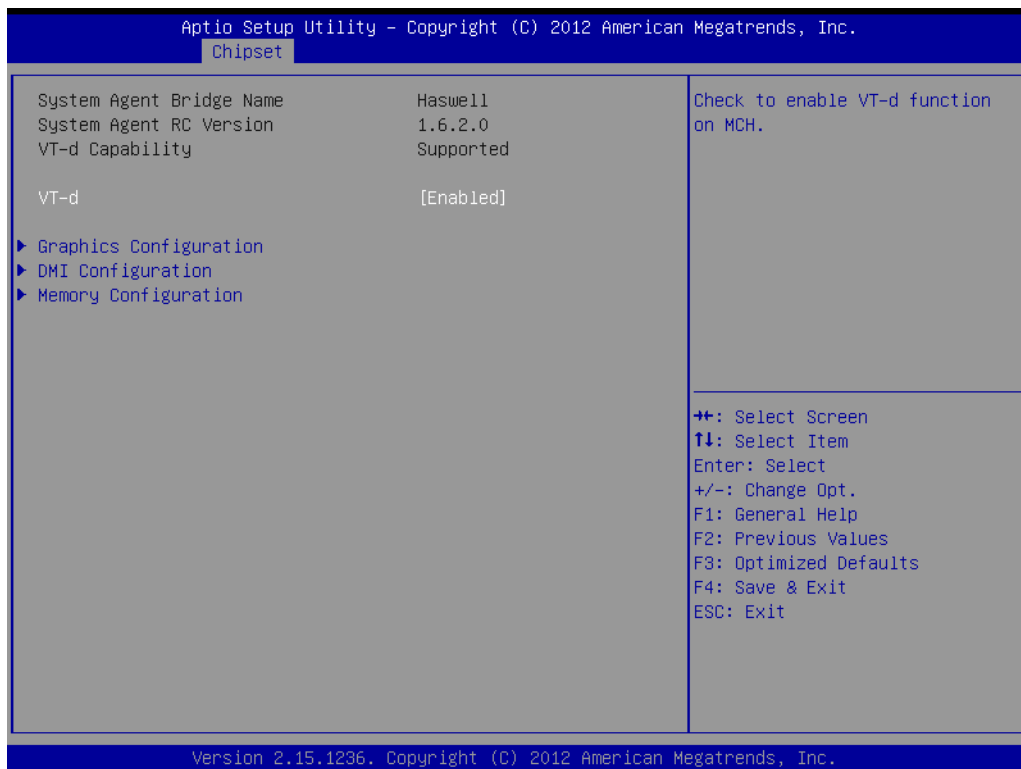 Aptio Setup Utility – Copyright (C) 2012 American Megatrends, Inc.
Chipset
System Agent Bridge Name Haswell
System Agent RC Version 1.6.2.0
VT-d Capability Supported
VT-d [Enabled]
Graphics Configuration
DMI Configuration
Memory Configuration
Check to enable VT-d function
on MCH.
→←: Select Screen
↑↓: Select Item
Enter: Select
+/-: Change Opt.
F1: General Help
F2: Previous Values
F3: Optimized Defaults
F4: Save & Exit
ESC: Exit
Version 2.15.1236. Copyright (C) 2012 American Megatrends, Inc.